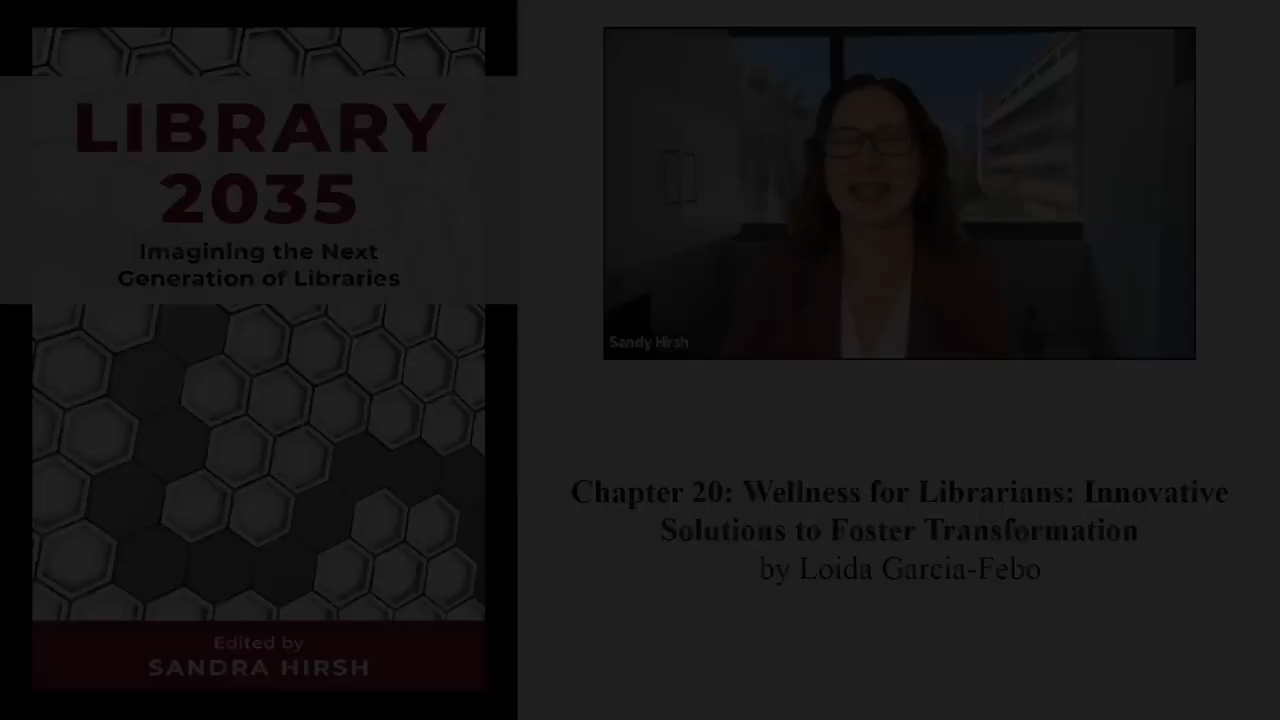 LIBRARY
2035
Imagining the Next
Generation of Libraries
Edited by
SANDRA HIRSH
Sandy Hirsh
Chapter 20: Wellness for Librarians: Innovative
Solutions to Foster Transformation
by Loida Garcia-Febo